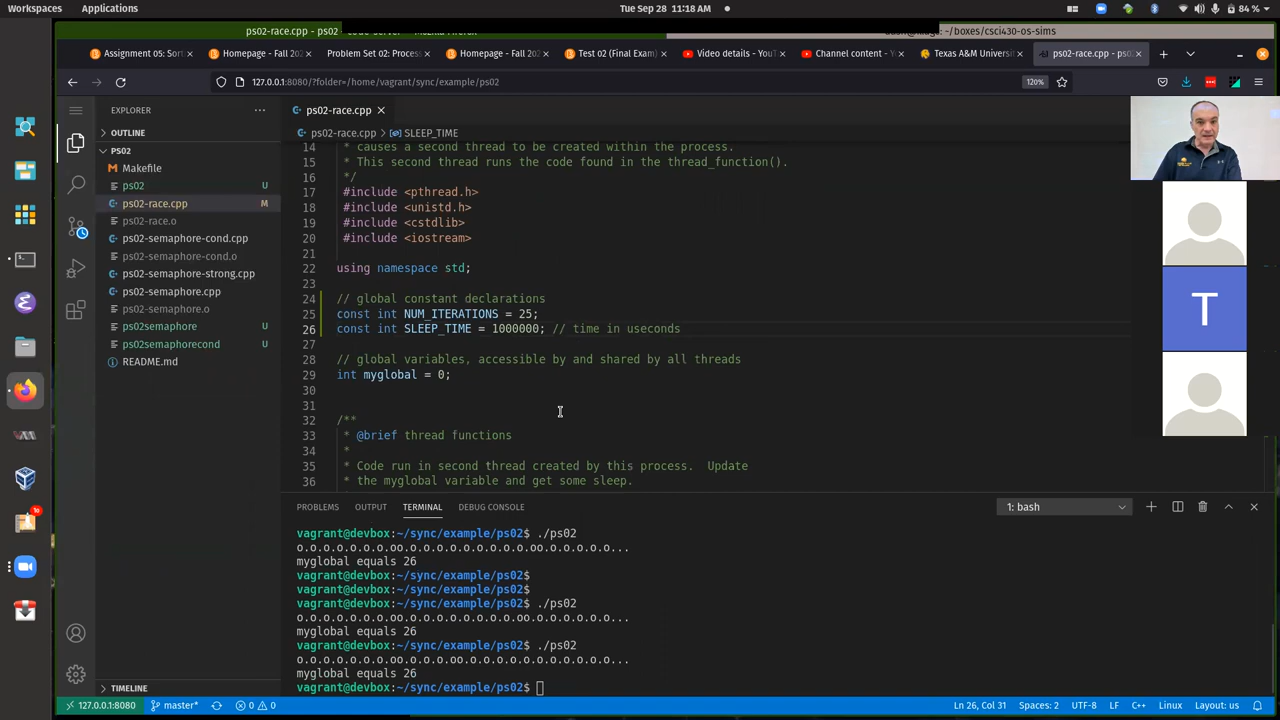 Workspaces
Applications
Tue Sep 28 11:18 AM
84 %
ps02-race.cpp - ps02 - code-server — Mozilla Firefox
~/boxes/csci430-os-sims
Assignment 05: Sort
Homepage - Fall 202
Problem Set 02: Process
Homepage - Fall 202
Test 02 (Final Exam)
Video details - YouT
Channel content - Y
Texas A&M Universit
ps02-race.cpp - ps0
127.0.0.1:8080/?folder=/home/vagrant/sync/example/ps02
120%
EXPLORER
OUTLINE
PS02
Makefile
ps02 U
ps02-race.cpp M
ps02-race.o
ps02-semaphore-cond.cpp
ps02-semaphore-cond.o
ps02-semaphore-strong.cpp
ps02-semaphore.cpp
ps02-semaphore.o
ps02semaphore U
ps02semaphorecond U
README.md
TIMELINE
ps02-race.cpp
ps02-race.cpp > SLEEP_TIME
14 * causes a second thread to be created within the process.
15 * This second thread runs the code found in the thread_function().
16 */
17 #include <pthread.h>
18 #include <unistd.h>
19 #include <cstdlib>
20 #include <iostream>
21
22 using namespace std;
23
24 // global constant declarations
25 const int NUM_ITERATIONS = 25;
26 const int SLEEP_TIME = 1000000; // time in useconds
27
28 // global variables, accessible by and shared by all threads
29 int myglobal = 0;
30
31
32 /**
33 * @brief thread functions
34 *
35 * Code run in second thread created by this process.  Update
36 * the myglobal variable and get some sleep.
T
PROBLEMS
OUTPUT
TERMINAL
DEBUG CONSOLE
1: bash
vagrant@devbox:~/sync/example/ps02$ ./ps02
o.o.o.o.o.o.o.oo.o.o.o.o.o.o.o.o.o.oo.o.o.o.o.o...
myglobal equals 26
vagrant@devbox:~/sync/example/ps02$
vagrant@devbox:~/sync/example/ps02$
vagrant@devbox:~/sync/example/ps02$ ./ps02
o.o.o.o.o.o.o.oo.o.o.o.o.o.o.o.o.oo.o.o.o.o.o.o...
myglobal equals 26
vagrant@devbox:~/sync/example/ps02$ ./ps02
o.o.o.o.o.o.o.oo.o.o.o.oo.o.o.o.o.o.o.o.o.o.o.o...
myglobal equals 26
vagrant@devbox:~/sync/example/ps02$
127.0.0.1:8080
master*
0
0
Ln 26, Col 31
Spaces: 2
UTF-8
LF
C++
Linux
Layout: us